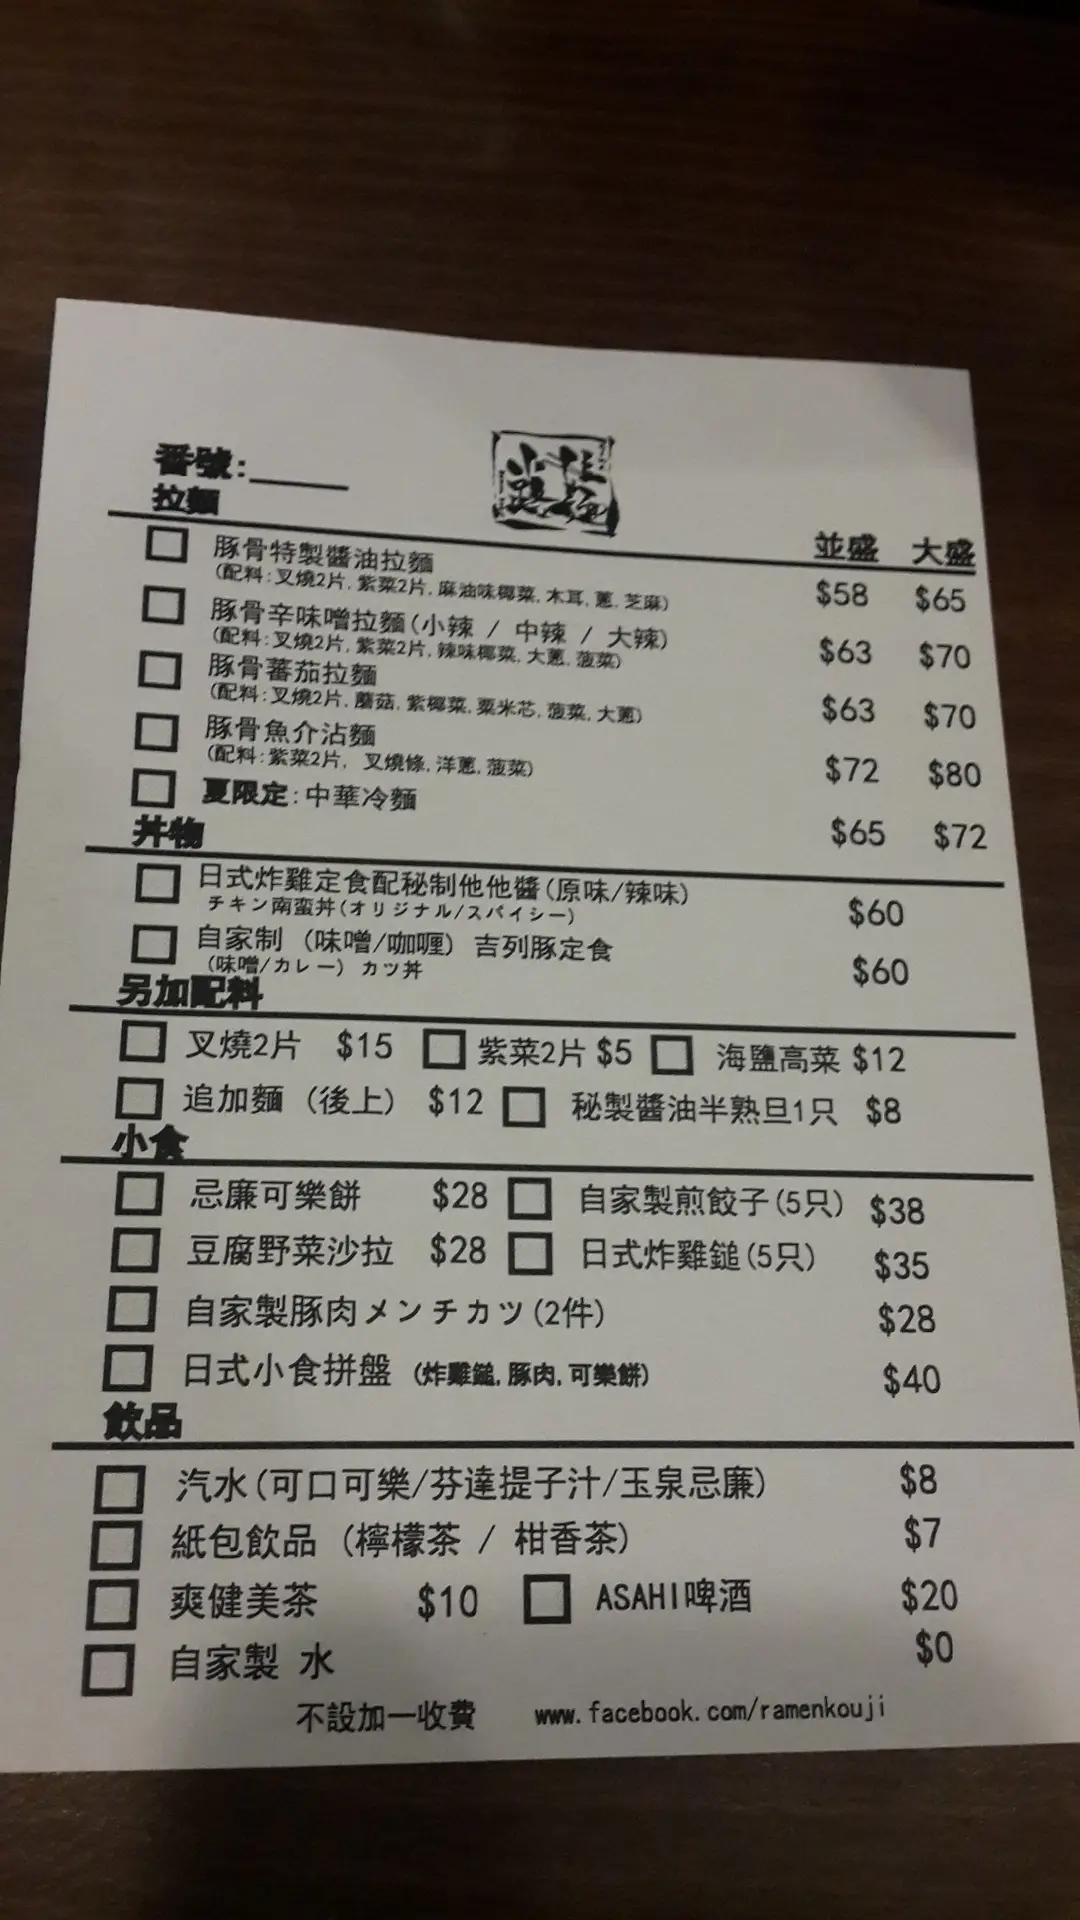 番號:
拉麵
並盛 大盛
豚骨特製醬油拉麵 $58 $65
(配料:叉燒2片,紫菜2片,麻油味椰菜,木耳,蔥,芝麻)
豚骨辛味噌拉麵(小辣 / 中辣 / 大辣) $63 $70
(配料:叉燒2片,紫菜2片,辣味椰菜,大蔥,菠菜)
豚骨蕃茄拉麵 $63 $70
(配料:叉燒2片,蘑菇,紫椰菜,粟米芯,菠菜,大蔥)
豚骨魚介沾麵 $72 $80
(配料:紫菜2片, 叉燒條,洋蔥,菠菜)
夏限定:中華冷麵 $65 $72
丼物
日式炸雞定食配秘制他他醬(原味/辣味) $60
チキン南蛮丼(オリジナル/スパイシー)
自家制 (味噌/咖喱) 吉列豚定食 $60
(味噌/カレー) カツ丼
另加配料
叉燒2片 $15 紫菜2片 $5 海鹽高菜 $12
追加麵 (後上) $12 秘製醬油半熟旦1只 $8
小食
忌廉可樂餅 $28 自家製煎餃子(5只) $38
豆腐野菜沙拉 $28 日式炸雞鎚(5只) $35
自家製豚肉メンチカツ(2件) $28
日式小食拼盤 (炸雞鎚,豚肉,可樂餅) $40
飲品
汽水(可口可樂/芬達提子汁/玉泉忌廉) $8
紙包飲品 (檸檬茶 / 柑香茶) $7
爽健美茶 $10 ASAHI啤酒 $20
自家製 水 $0
不設加一收費 www.facebook.com/ramenkouji